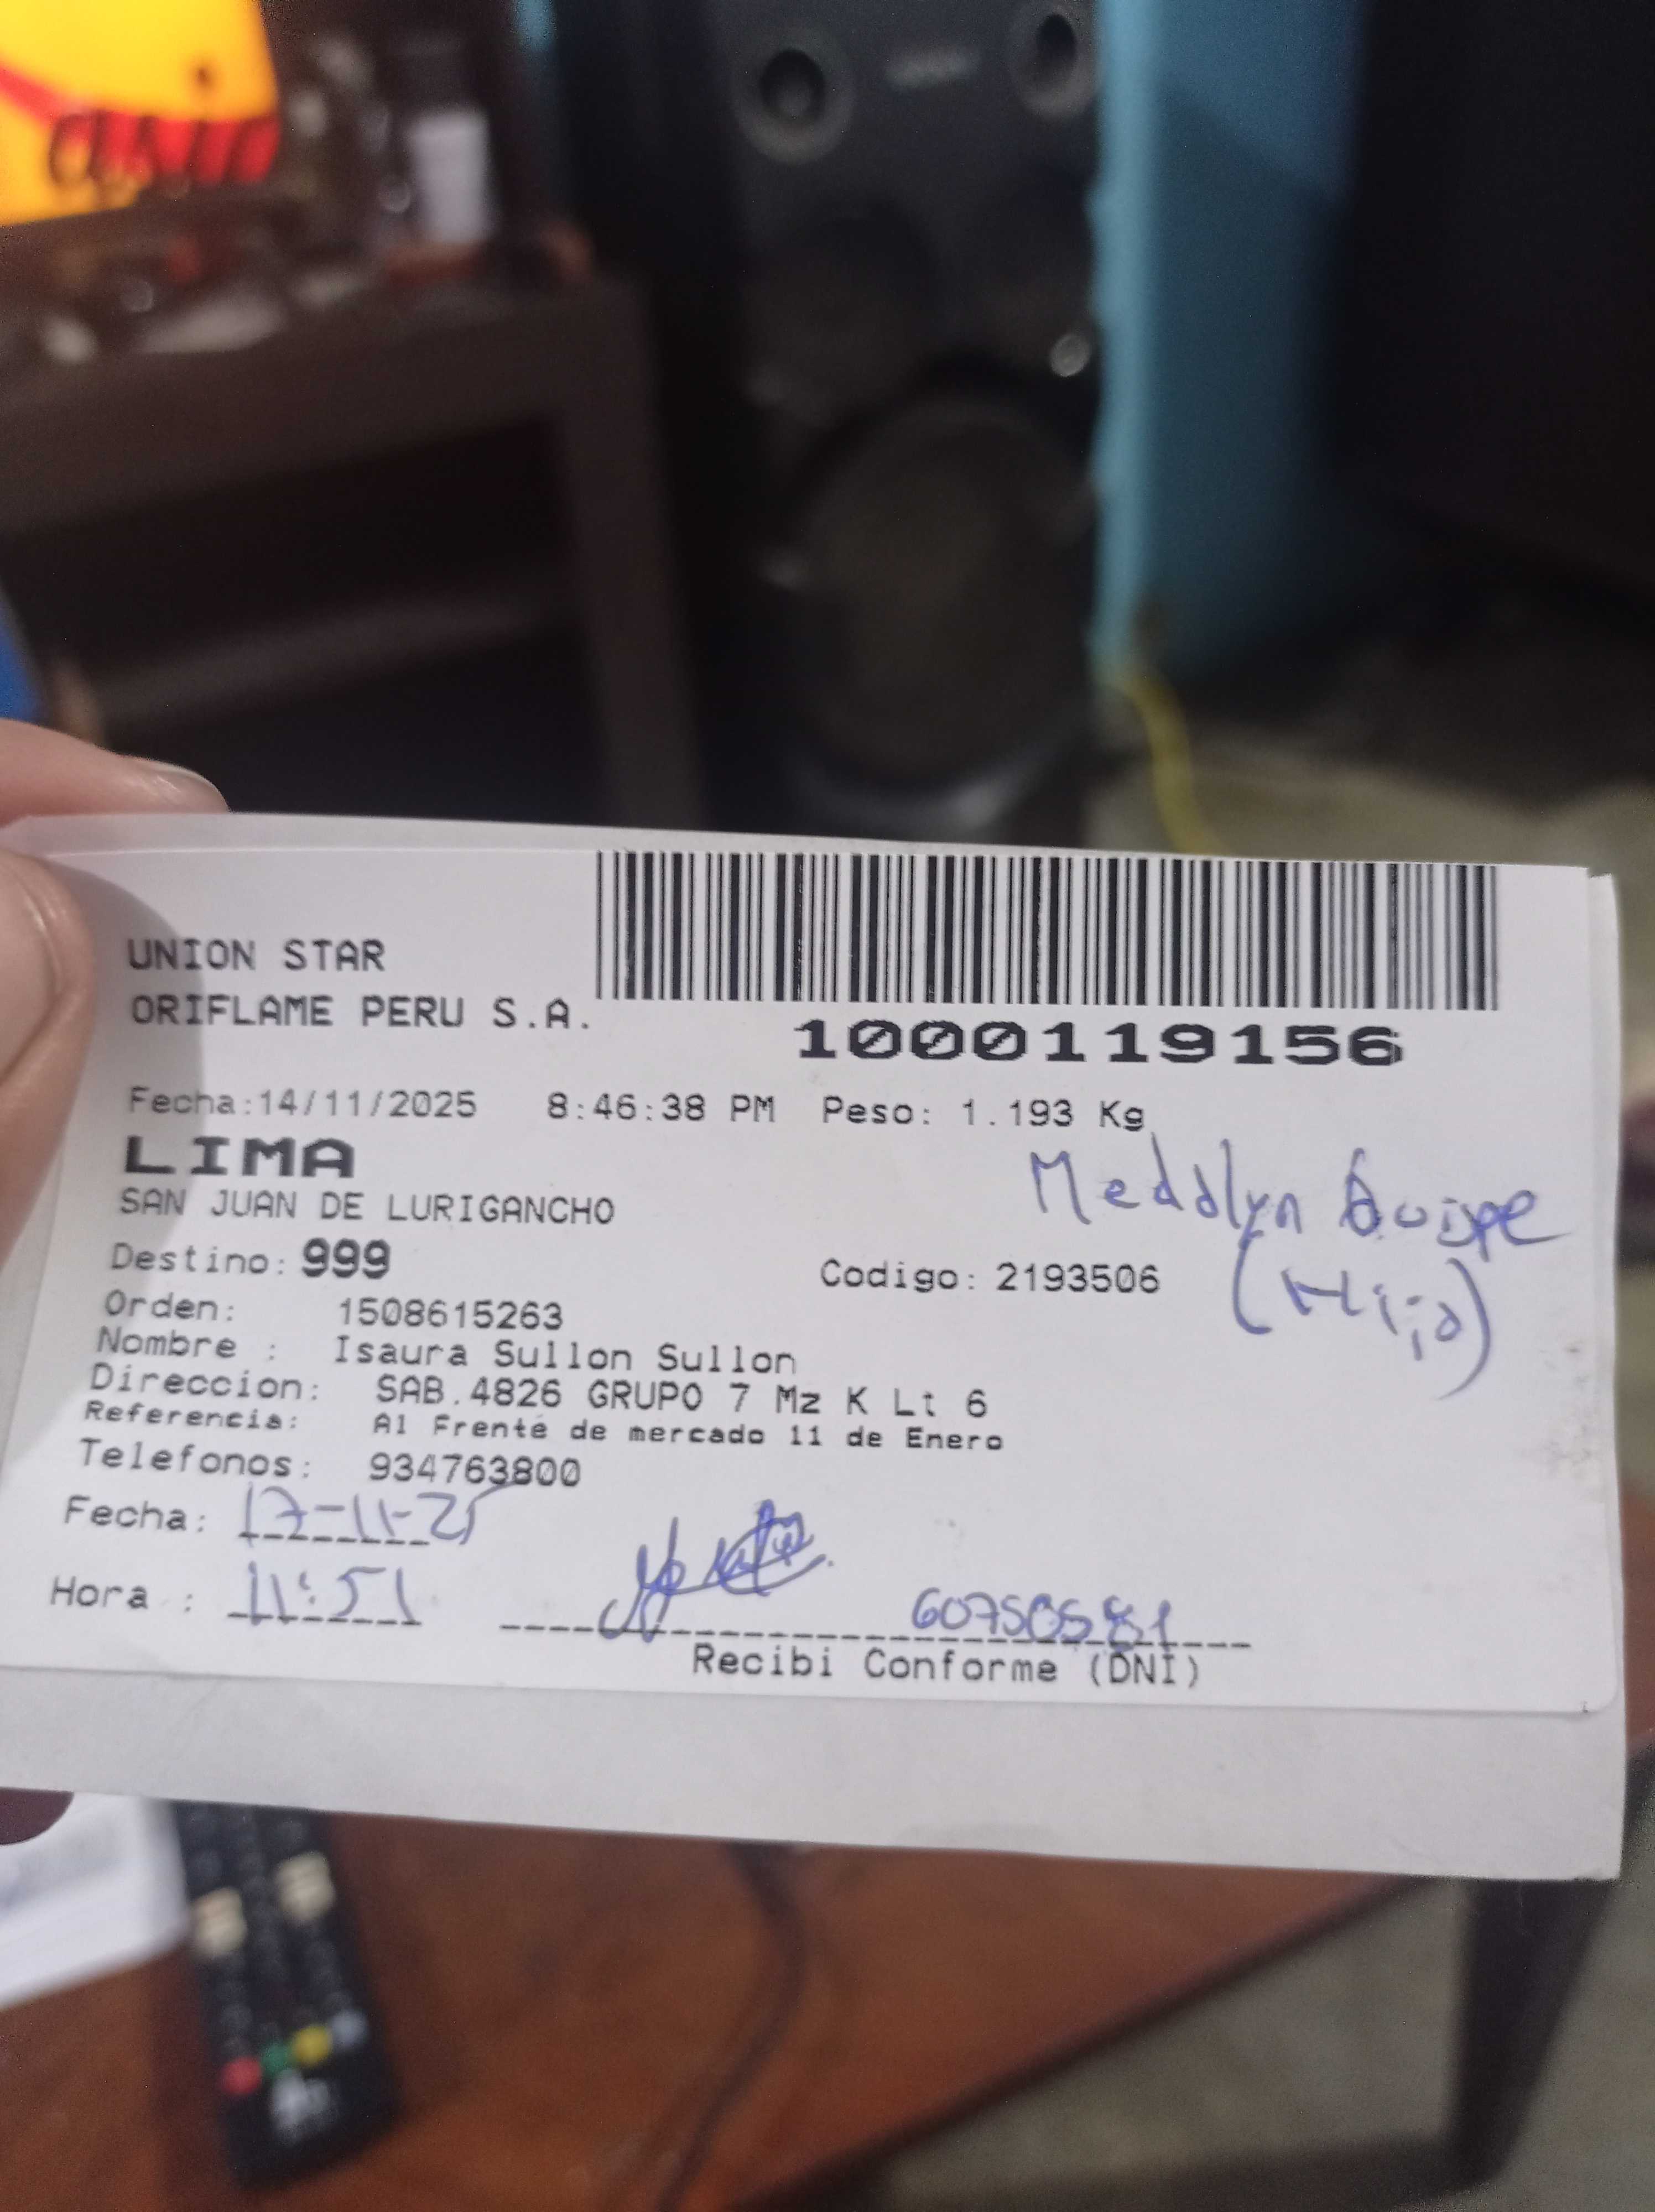 asia
UNION STAR
ORIFLAME PERU S.A.
1000119156
Fecha:14/11/2025 8:46:38 PM Peso: 1.193 Kg
LIMA
SAN JUAN DE LURIGANCHO
Meddlyn Quispe
(Hija)
Destino: 999 Codigo: 2193506
Orden: 1508615263
Nombre : Isaura Sullon Sullon
Direccion: SAB.4826 GRUPO 7 Mz K Lt 6
Referencia: Al Frente de mercado 11 de Enero
Telefonos: 934763800
Fecha: 17-11-25
Hora : 11:51
60750581
Recibi Conforme (DNI)